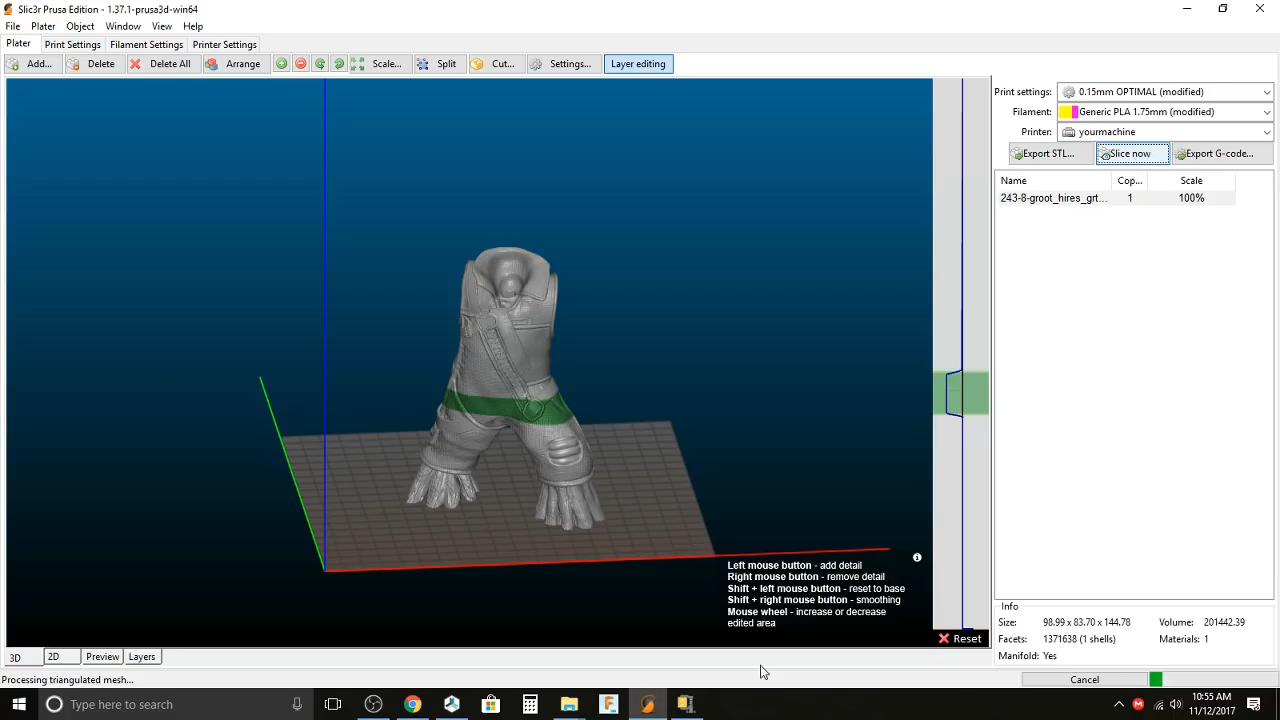 Slic3r Prusa Edition - 1.37.1-prusa3d-win64
File Plater Object Window View Help
Plater Print Settings Filament Settings Printer Settings
Add... Delete Delete All Arrange Scale... Split Cut... Settings... Layer editing
Print settings: 0.15mm OPTIMAL (modified)
Filament: Generic PLA 1.75mm (modified)
Printer: yourmachine
Export STL... Slice now Export G-code...
Name Cop... Scale
243-8-groot_hires_grt... 1 100%
Left mouse button - add detail
Right mouse button - remove detail
Shift + left mouse button - reset to base
Shift + right mouse button - smoothing
Mouse wheel - increase or decrease
edited area
Reset
Info
Size: 98.99 x 83.70 x 144.78 Volume: 201442.39
Facets: 1371638 (1 shells) Materials: 1
Manifold: Yes
3D 2D Preview Layers
Processing triangulated mesh... Cancel
Type here to search
10:55 AM
11/12/2017